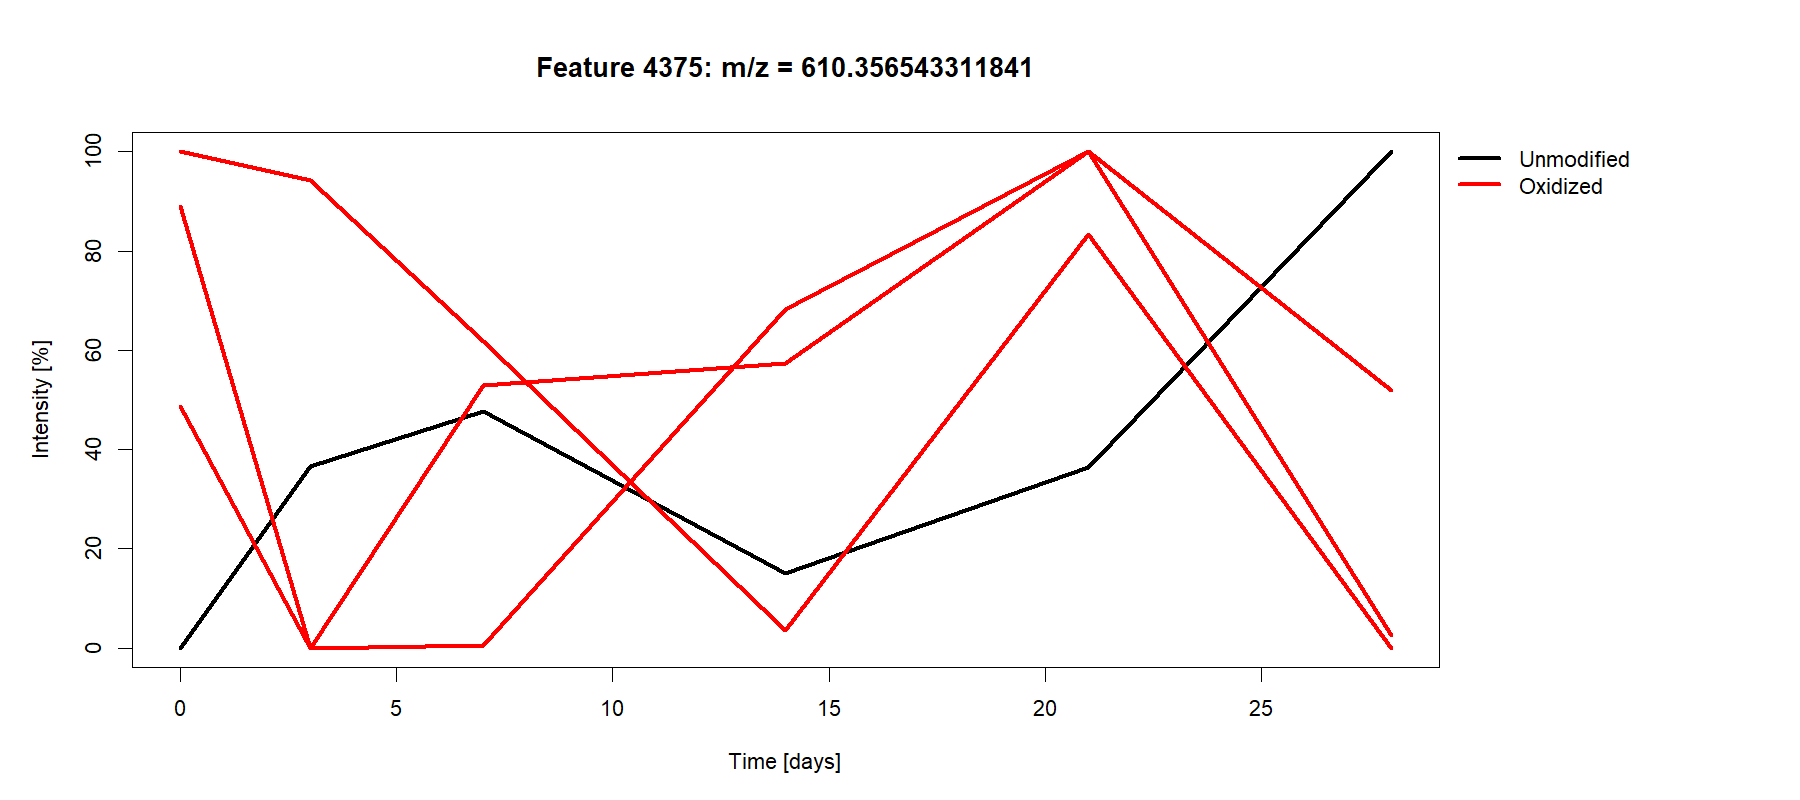 Feature 4375: m/z = 610.356543311841
100
80
60
40
20
0
Intensity [%]
0 5 10 15 20 25
Time [days]
Unmodified
Oxidized